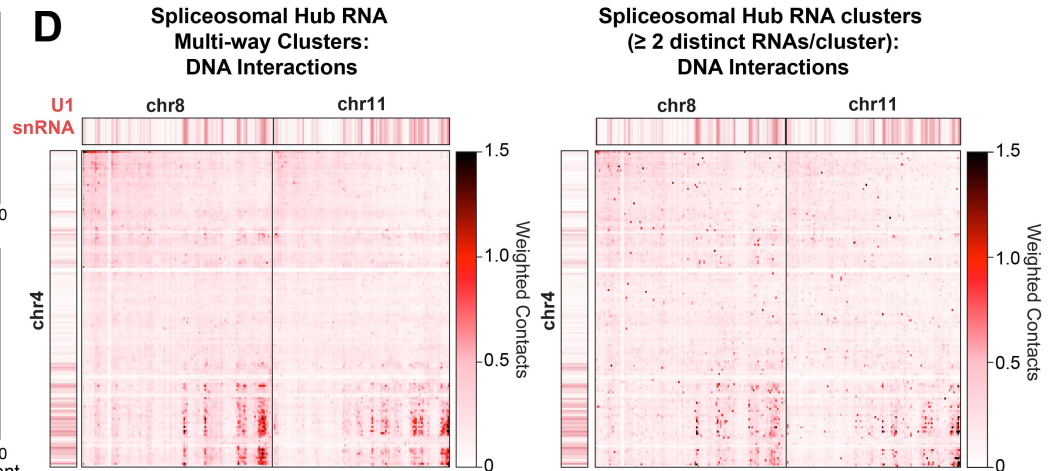 D
Spliceosomal Hub RNA
Multi-way Clusters:
DNA Interactions
U1
snRNA
chr8
chr11
chr4
1.5
1.0
0.5
0
Weighted Contacts
Spliceosomal Hub RNA clusters
(≥ 2 distinct RNAs/cluster):
DNA Interactions
chr8
chr11
chr4
1.5
1.0
0.5
0
Weighted Contacts
0
0